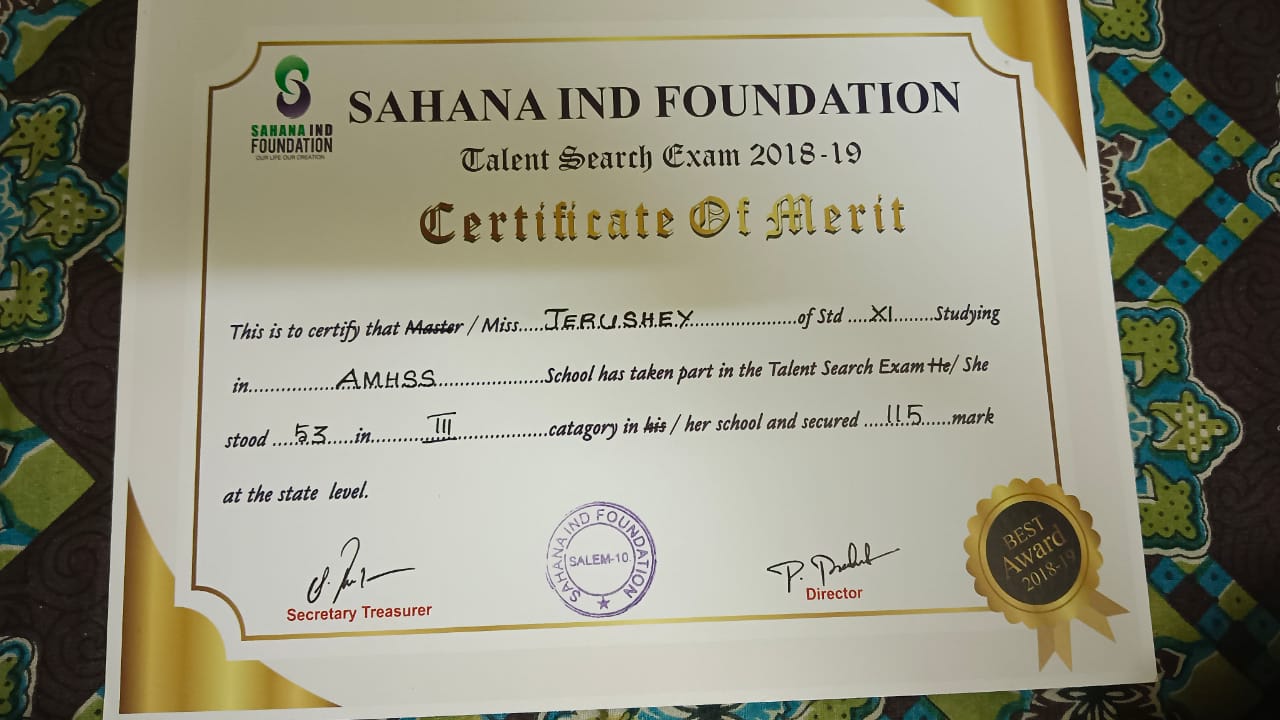 SAHANA IND
FOUNDATION
OUR LIFE OUR CREATION
SAHANA IND FOUNDATION
Talent Search Exam 2018-19
Certificate Of Merit
This is to certify that Master / Miss.....JERUSHEY......................of Std ....XI........Studying
in................AMHSS....................School has taken part in the Talent Search Exam He/ She
stood .....53.....in...........III.................catagory in his / her school and secured .....115......mark
at the state level.
SAHANA IND FOUNDATION
SALEM-10
Secretary Treasurer
P.
Director
BEST
Award
2018-19